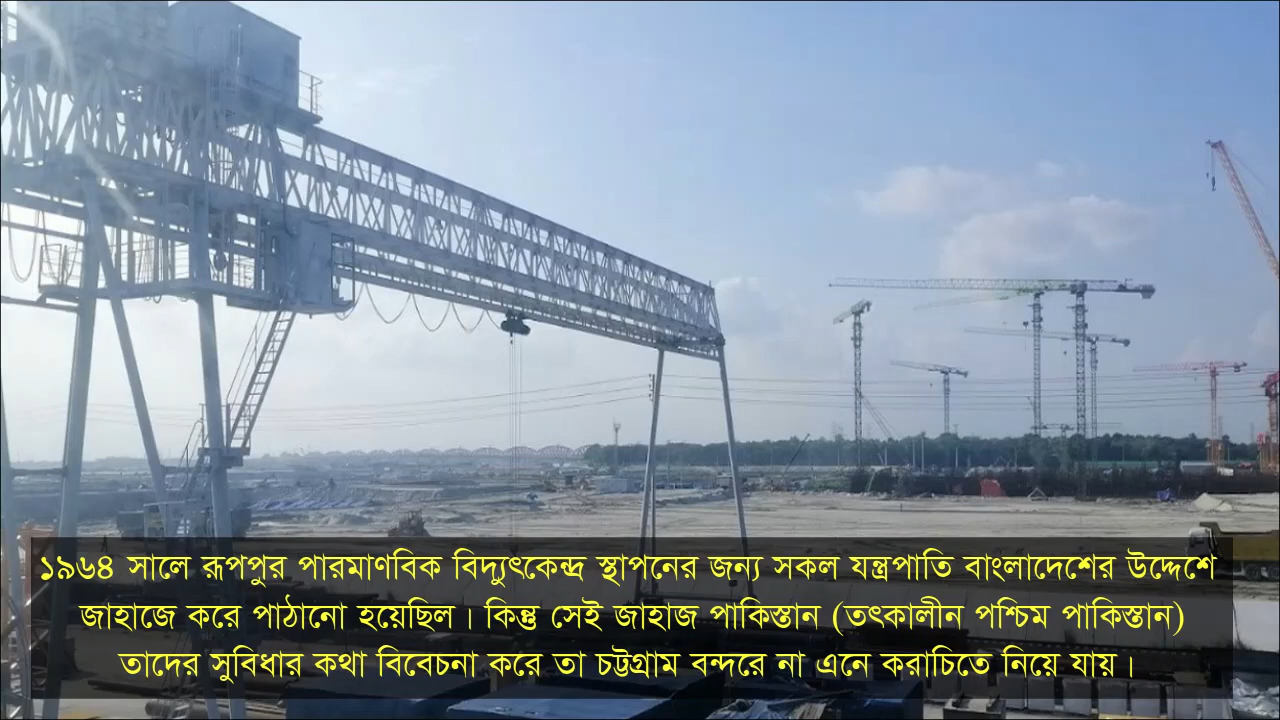 ১৯৬৪ সালে রূপপুর পারমাণবিক বিদ্যুৎকেন্দ্র স্থাপনের জন্য সকল যন্ত্রপাতি বাংলাদেশের উদ্দেশে
জাহাজে করে পাঠানো হয়েছিল। কিন্তু সেই জাহাজ পাকিস্তান (তৎকালীন পশ্চিম পাকিস্তান)
তাদের সুবিধার কথা বিবেচনা করে তা চট্টগ্রাম বন্দরে না এনে করাচিতে নিয়ে যায়।